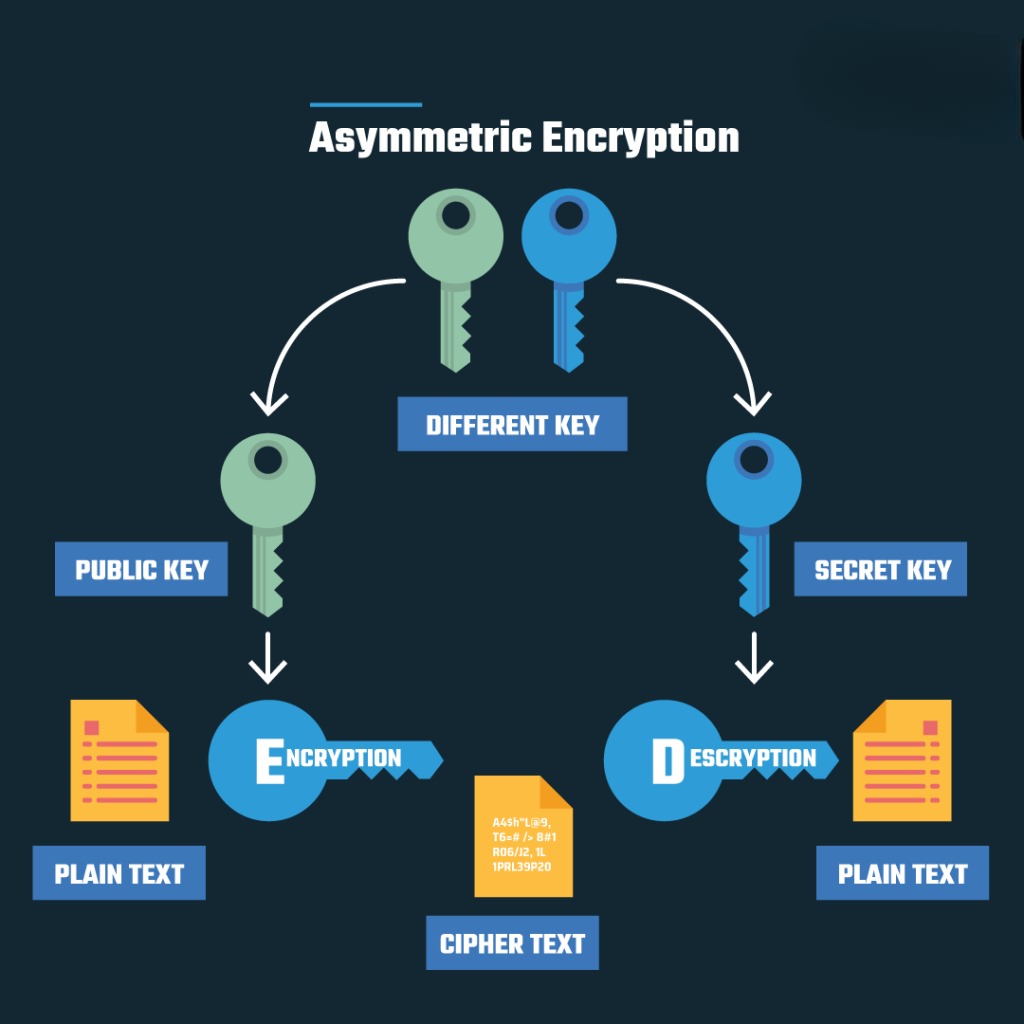 Asymmetric Encryption
DIFFERENT KEY
PUBLIC KEY
SECRET KEY
ENCRYPTION
DESCRYPTION
A4$h"L@9,
T6=# /> 8#1
R06/J2, 1L
1PRL39P20
PLAIN TEXT
PLAIN TEXT
CIPHER TEXT